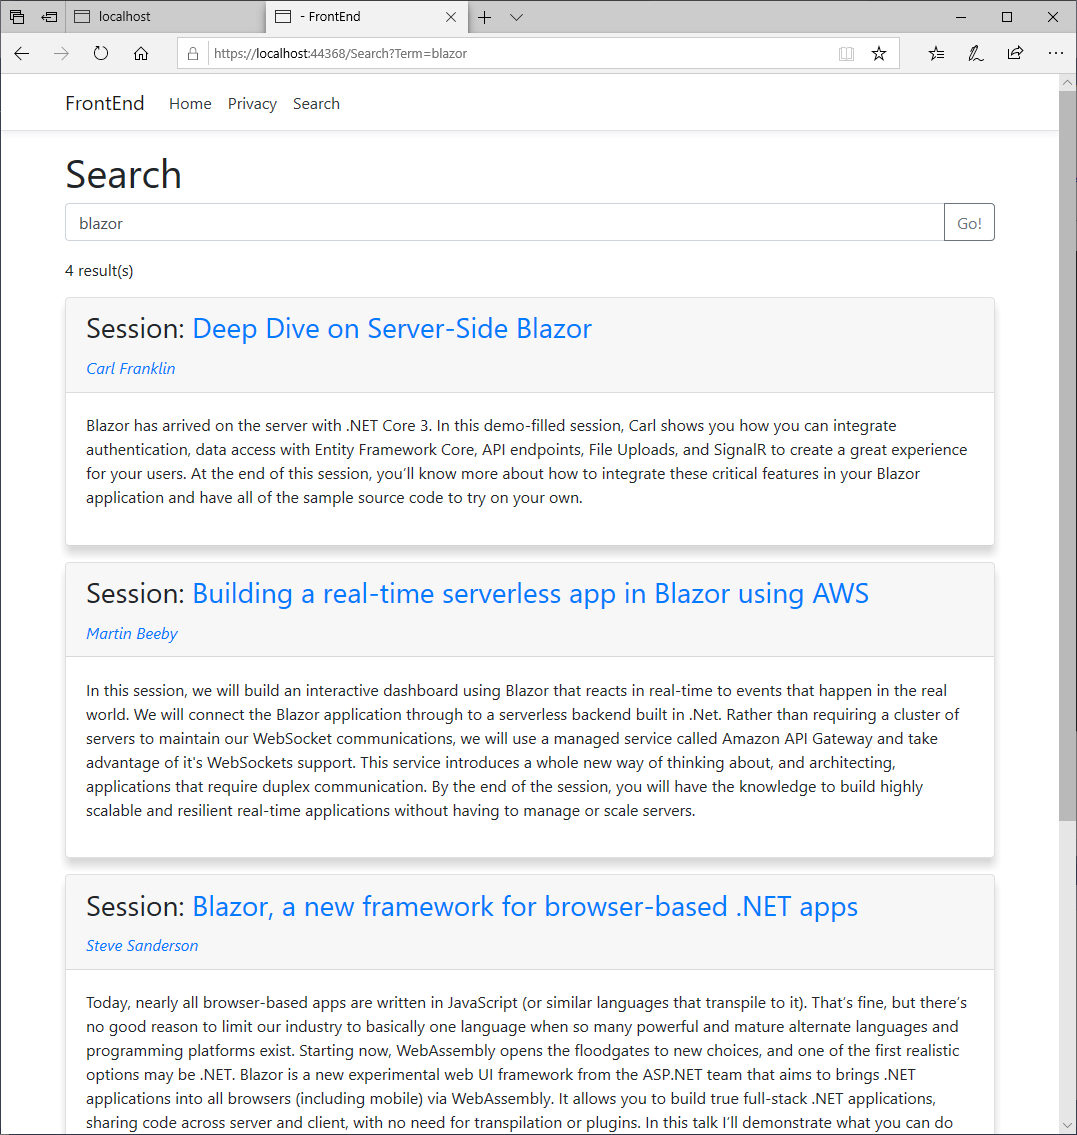 localhost
- FrontEnd
https://localhost:44368/Search?Term=blazor
FrontEnd Home Privacy Search
Search
blazor Go!
4 result(s)
Session: Deep Dive on Server-Side Blazor
Carl Franklin
Blazor has arrived on the server with .NET Core 3. In this demo-filled session, Carl shows you how you can integrate
authentication, data access with Entity Framework Core, API endpoints, File Uploads, and SignalR to create a great experience
for your users. At the end of this session, you’ll know more about how to integrate these critical features in your Blazor
application and have all of the sample source code to try on your own.
Session: Building a real-time serverless app in Blazor using AWS
Martin Beeby
In this session, we will build an interactive dashboard using Blazor that reacts in real-time to events that happen in the real
world. We will connect the Blazor application through to a serverless backend built in .Net. Rather than requiring a cluster of
servers to maintain our WebSocket communications, we will use a managed service called Amazon API Gateway and take
advantage of it's WebSockets support. This service introduces a whole new way of thinking about, and architecting,
applications that require duplex communication. By the end of the session, you will have the knowledge to build highly
scalable and resilient real-time applications without having to manage or scale servers.
Session: Blazor, a new framework for browser-based .NET apps
Steve Sanderson
Today, nearly all browser-based apps are written in JavaScript (or similar languages that transpile to it). That’s fine, but there’s
no good reason to limit our industry to basically one language when so many powerful and mature alternate languages and
programming platforms exist. Starting now, WebAssembly opens the floodgates to new choices, and one of the first realistic
options may be .NET. Blazor is a new experimental web UI framework from the ASP.NET team that aims to brings .NET
applications into all browsers (including mobile) via WebAssembly. It allows you to build true full-stack .NET applications,
sharing code across server and client, with no need for transpilation or plugins. In this talk I’ll demonstrate what you can do